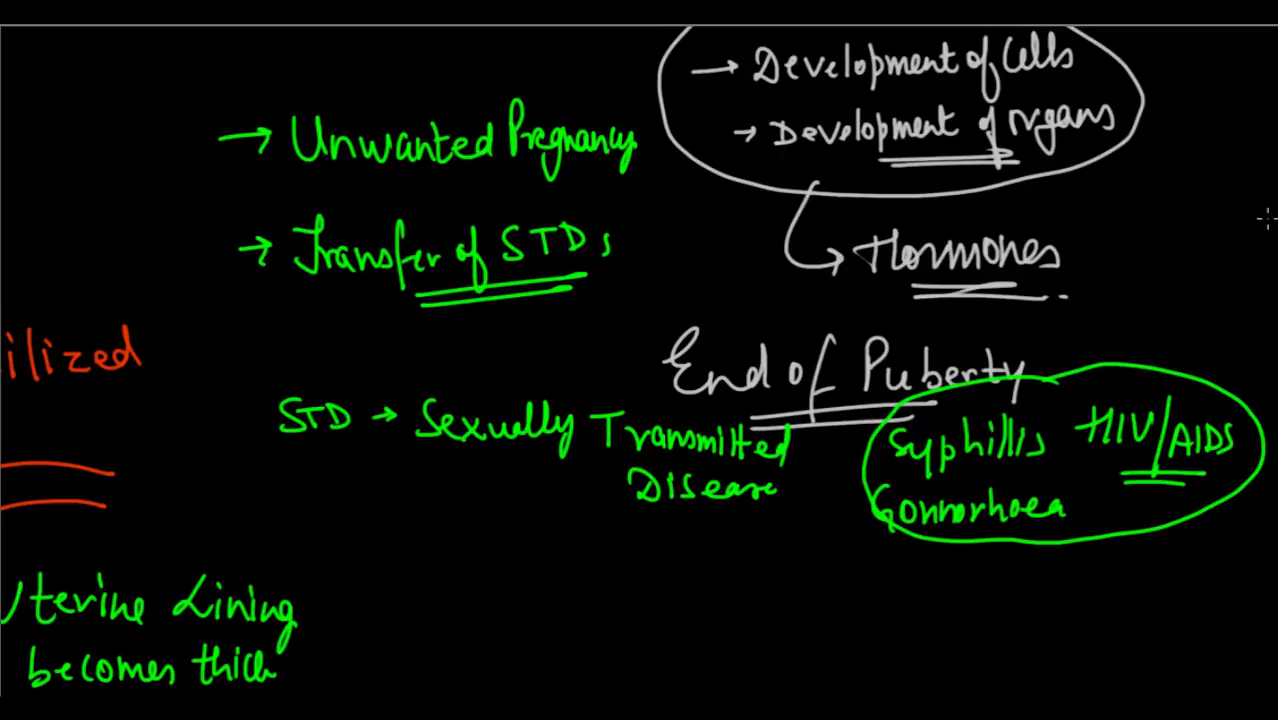 → Development of Cells
→ Development of organs
→ Unwanted Pregnancy
→ Transfer of STDs
Hormones
ilized
End of Puberty
STD → Sexually Transmitted
Disease
Syphillis HIV/AIDS
Gonnorhoea
Uterine Lining
becomes thick